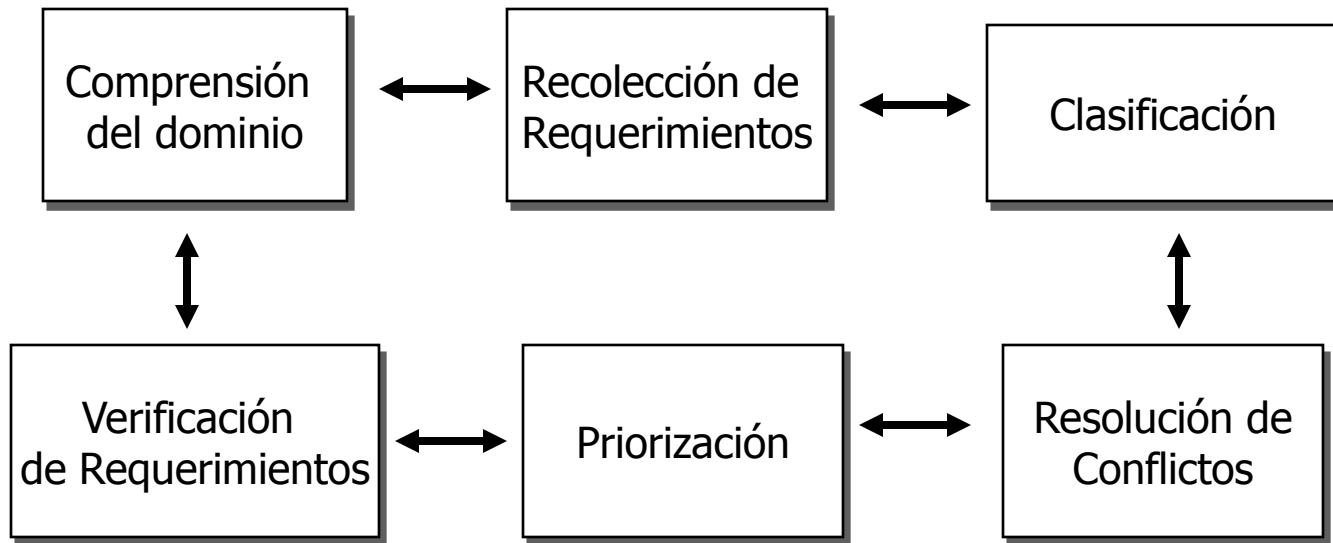 Comprensión
del dominio
Recolección de
Requerimientos
Clasificación
Verificación
de Requerimientos
Priorización
Resolución de
Conflictos